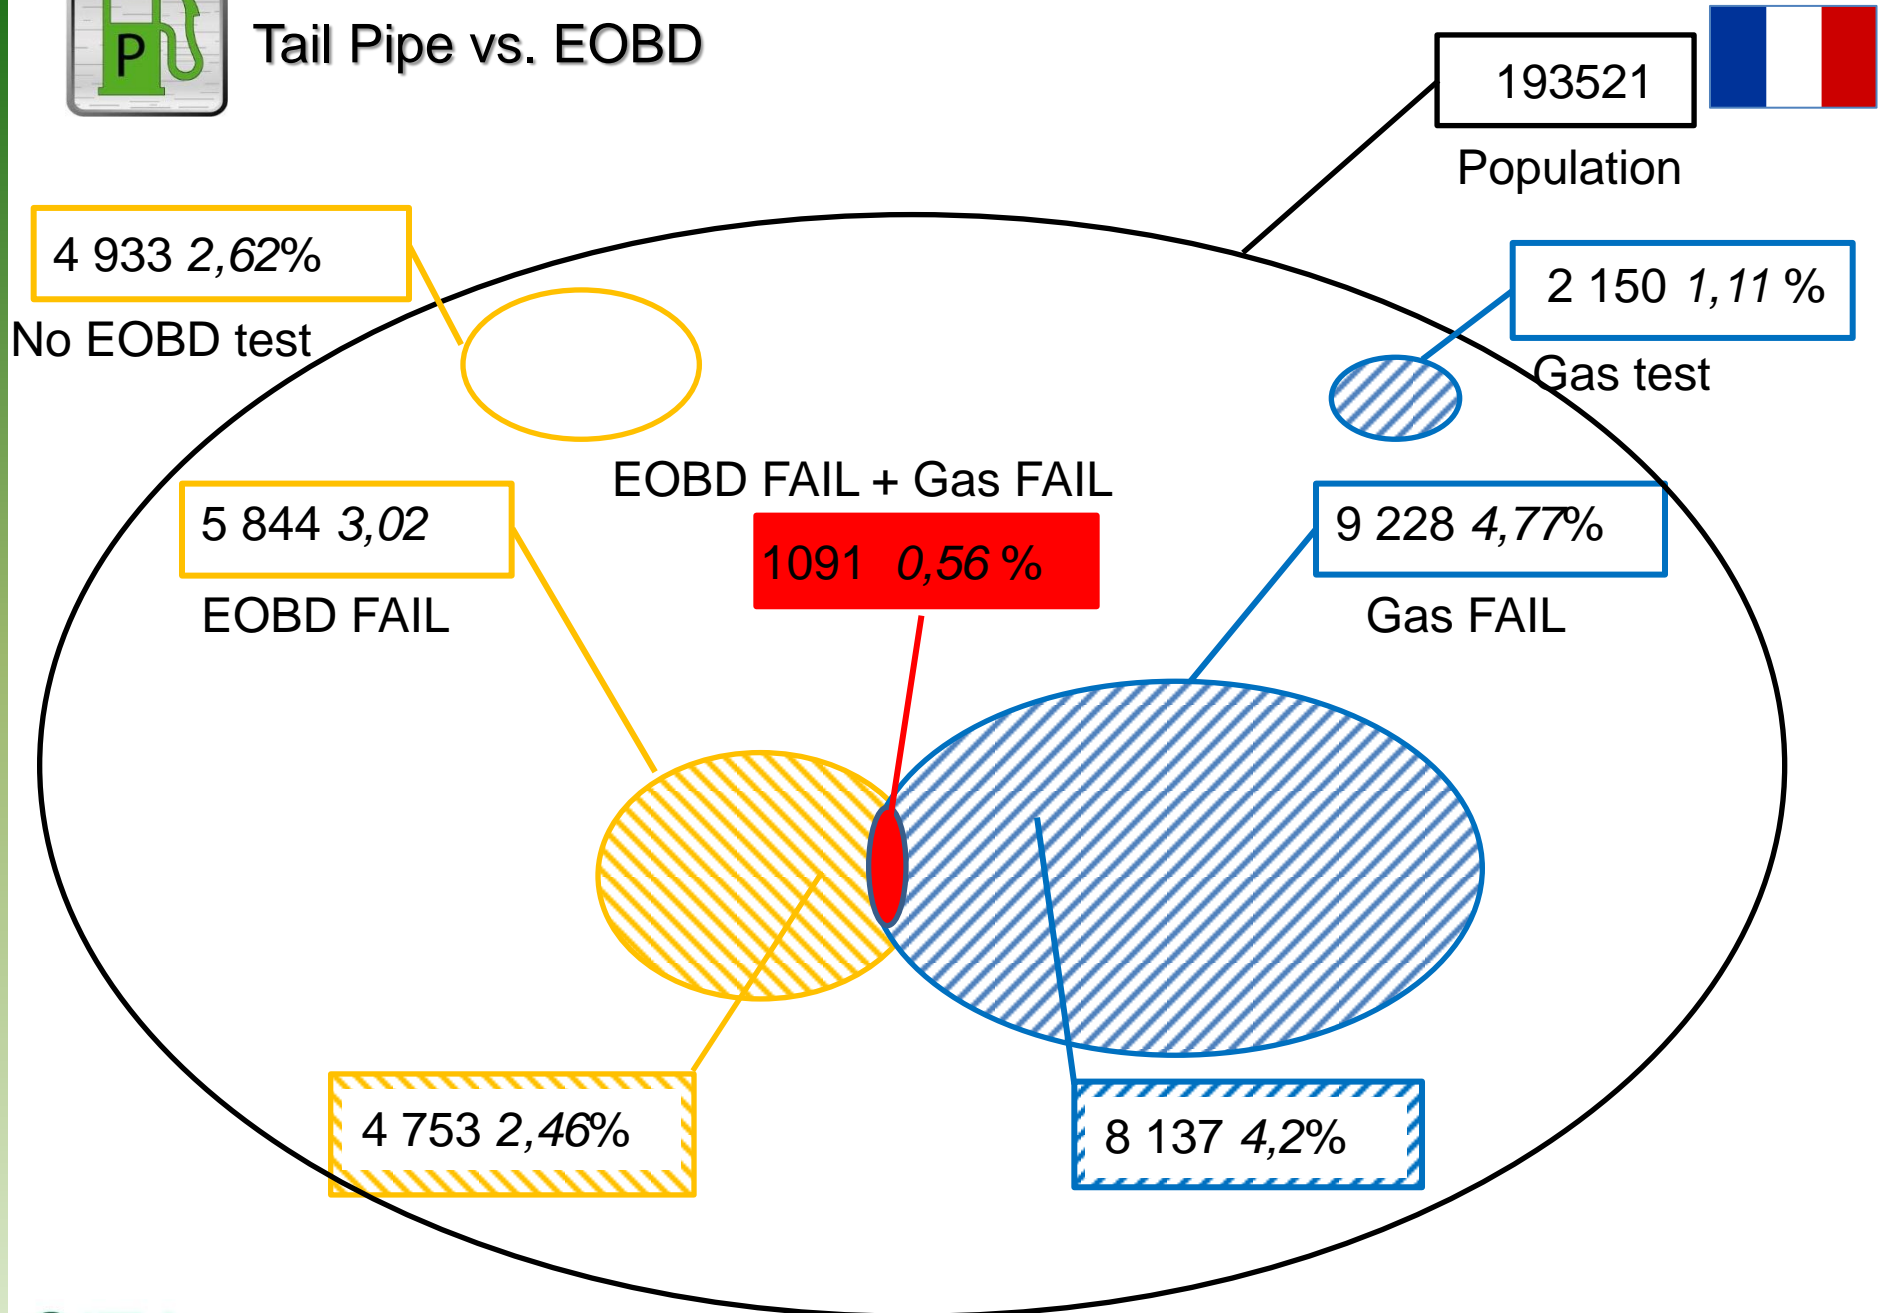 P
Tail Pipe vs. EOBD
193521
Population
4 933 2,62%
No EOBD test
2 150 1,11 %
Gas test
EOBD FAIL + Gas FAIL
5 844 3,02
EOBD FAIL
1091 0,56 %
9 228 4,77%
Gas FAIL
4 753 2,46%
8 137 4,2%